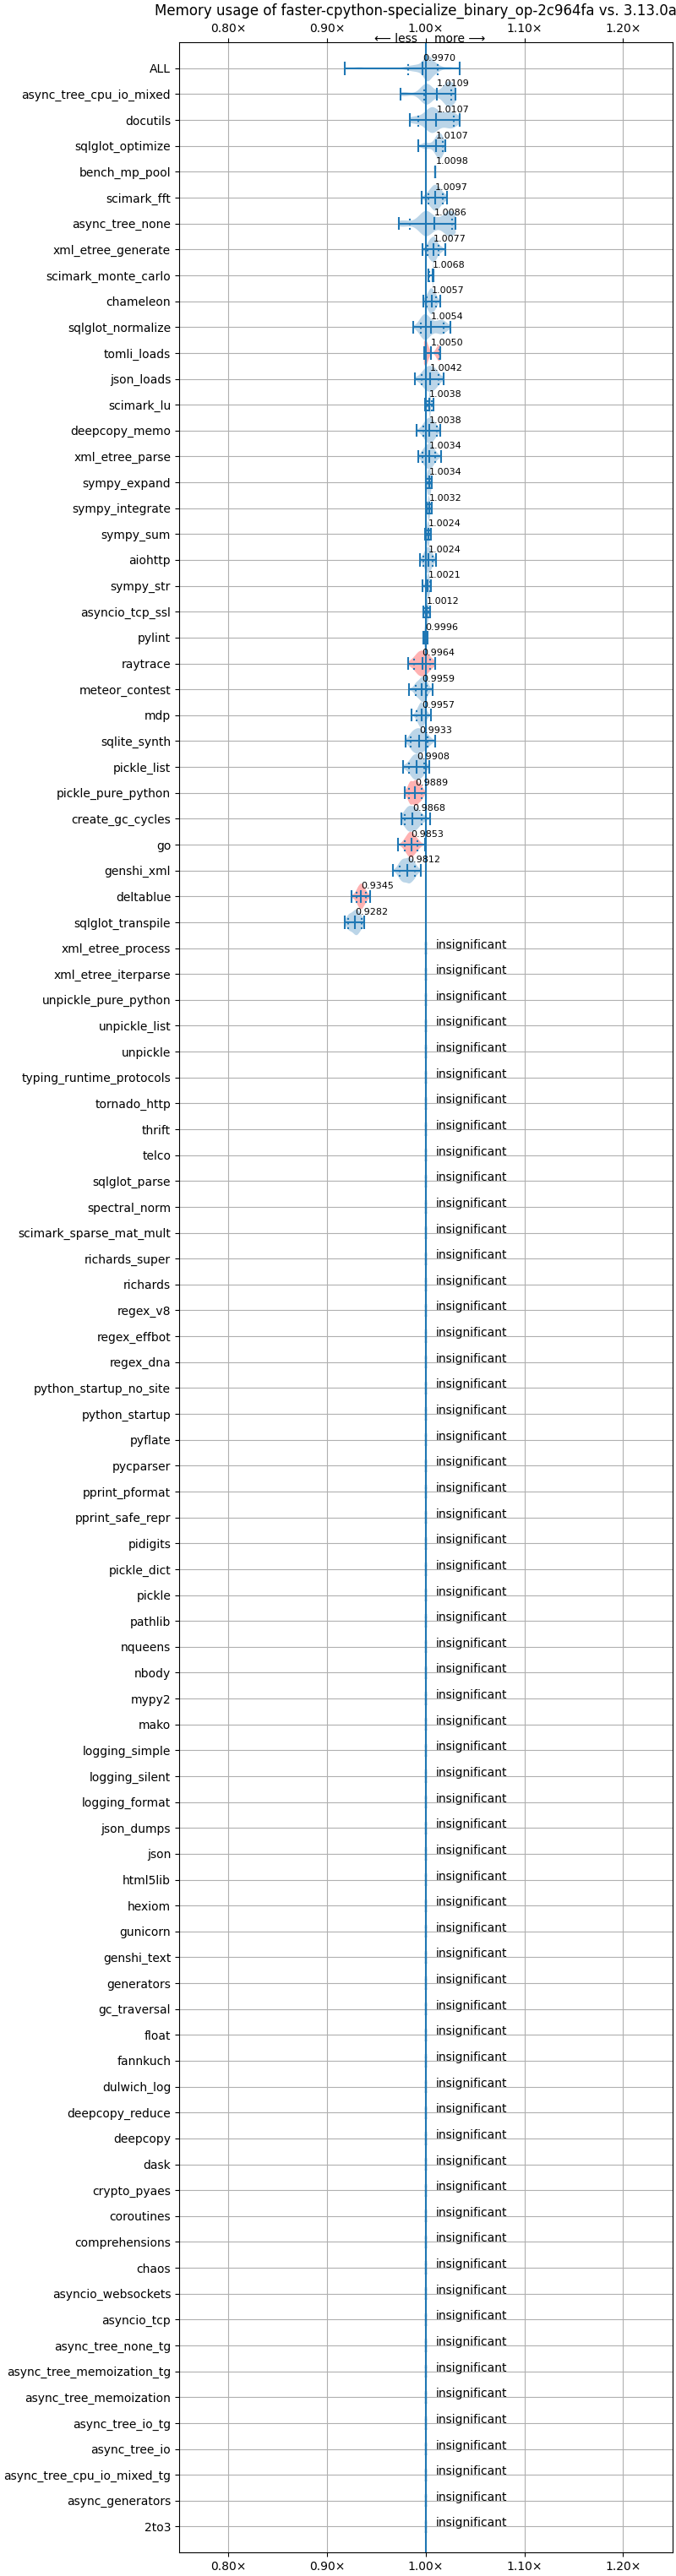 Memory usage of faster-cpython-specialize_binary_op-2c964fa vs. 3.13.0a
0.80× 0.90× 1.00× 1.10× 1.20×
⟵ less more ⟶
ALL 0.9970
async_tree_cpu_io_mixed 1.0109
docutils 1.0107
sqlglot_optimize 1.0107
bench_mp_pool 1.0098
scimark_fft 1.0097
async_tree_none 1.0086
xml_etree_generate 1.0077
scimark_monte_carlo 1.0068
chameleon 1.0057
sqlglot_normalize 1.0054
tomli_loads 1.0050
json_loads 1.0042
scimark_lu 1.0038
deepcopy_memo 1.0038
xml_etree_parse 1.0034
sympy_expand 1.0034
sympy_integrate 1.0032
sympy_sum 1.0024
aiohttp 1.0024
sympy_str 1.0021
asyncio_tcp_ssl 1.0012
pylint 0.9996
raytrace 0.9964
meteor_contest 0.9959
mdp 0.9957
sqlite_synth 0.9933
pickle_list 0.9908
pickle_pure_python 0.9889
create_gc_cycles 0.9868
go 0.9853
genshi_xml 0.9812
deltablue 0.9345
sqlglot_transpile 0.9282
xml_etree_process insignificant
xml_etree_iterparse insignificant
unpickle_pure_python insignificant
unpickle_list insignificant
unpickle insignificant
typing_runtime_protocols insignificant
tornado_http insignificant
thrift insignificant
telco insignificant
sqlglot_parse insignificant
spectral_norm insignificant
scimark_sparse_mat_mult insignificant
richards_super insignificant
richards insignificant
regex_v8 insignificant
regex_effbot insignificant
regex_dna insignificant
python_startup_no_site insignificant
python_startup insignificant
pyflate insignificant
pycparser insignificant
pprint_pformat insignificant
pprint_safe_repr insignificant
pidigits insignificant
pickle_dict insignificant
pickle insignificant
pathlib insignificant
nqueens insignificant
nbody insignificant
mypy2 insignificant
mako insignificant
logging_simple insignificant
logging_silent insignificant
logging_format insignificant
json_dumps insignificant
json insignificant
html5lib insignificant
hexiom insignificant
gunicorn insignificant
genshi_text insignificant
generators insignificant
gc_traversal insignificant
float insignificant
fannkuch insignificant
dulwich_log insignificant
deepcopy_reduce insignificant
deepcopy insignificant
dask insignificant
crypto_pyaes insignificant
coroutines insignificant
comprehensions insignificant
chaos insignificant
asyncio_websockets insignificant
asyncio_tcp insignificant
async_tree_none_tg insignificant
async_tree_memoization_tg insignificant
async_tree_memoization insignificant
async_tree_io_tg insignificant
async_tree_io insignificant
async_tree_cpu_io_mixed_tg insignificant
async_generators insignificant
2to3 insignificant
0.80× 0.90× 1.00× 1.10× 1.20×